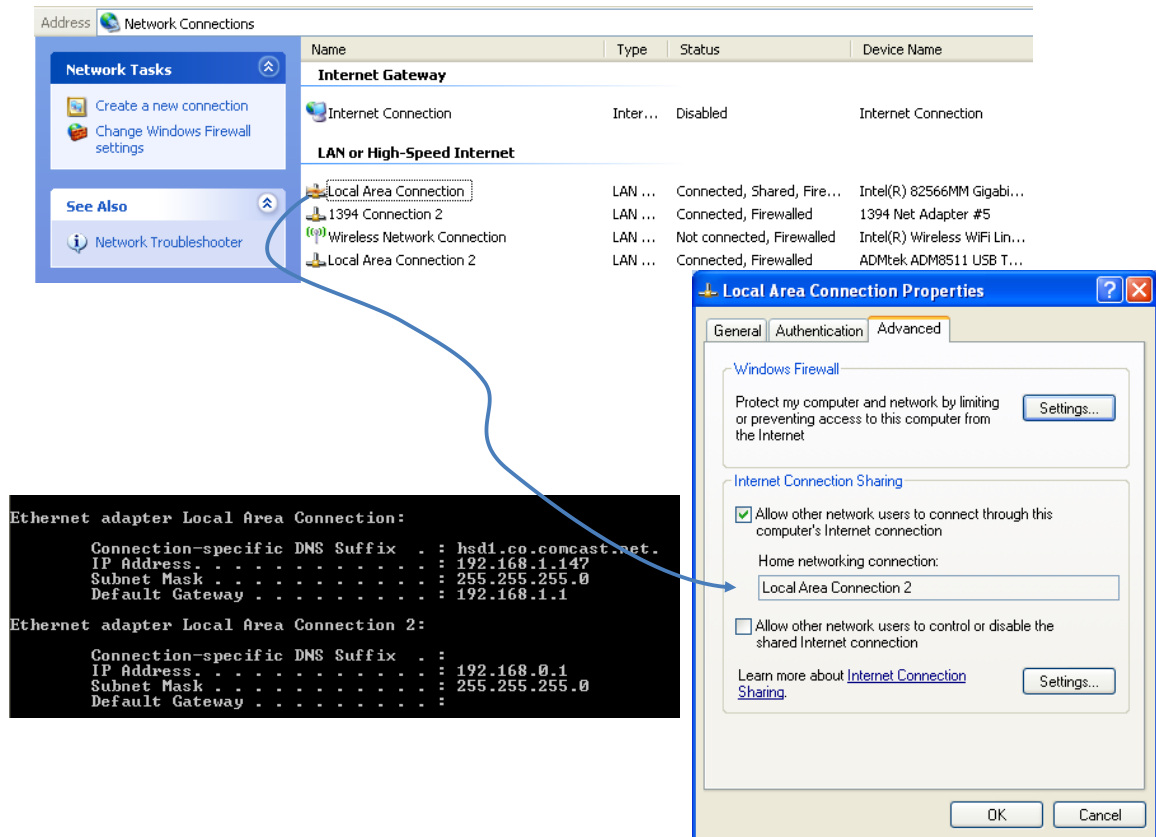 Address Network Connections
Name Type Status Device Name
Network Tasks
Create a new connection
Change Windows Firewall
settings
See Also
Network Troubleshooter
Internet Gateway
Internet Connection Inter... Disabled Internet Connection
LAN or High-Speed Internet
Local Area Connection LAN ... Connected, Shared, Fire... Intel(R) 82566MM Gigabi...
1394 Connection 2 LAN ... Connected, Firewalled 1394 Net Adapter #5
Wireless Network Connection LAN ... Not connected, Firewalled Intel(R) Wireless WiFi Lin...
Local Area Connection 2 LAN ... Connected, Firewalled ADMtek ADM8511 USB T...
Local Area Connection Properties
General Authentication Advanced
Windows Firewall
Protect my computer and network by limiting
or preventing access to this computer from
the Internet
Settings...
Internet Connection Sharing
Allow other network users to connect through this
computer's Internet connection
Home networking connection:
Local Area Connection 2
Allow other network users to control or disable the
shared Internet connection
Learn more about Internet Connection
Sharing.
Settings...
OK Cancel
Ethernet adapter Local Area Connection:
Connection-specific DNS Suffix . : hsd1.co.comcast.net.
IP Address. . . . . . . . . . . . : 192.168.1.147
Subnet Mask . . . . . . . . . . . : 255.255.255.0
Default Gateway . . . . . . . . . : 192.168.1.1
Ethernet adapter Local Area Connection 2:
Connection-specific DNS Suffix . :
IP Address. . . . . . . . . . . . : 192.168.0.1
Subnet Mask . . . . . . . . . . . : 255.255.255.0
Default Gateway . . . . . . . . . :